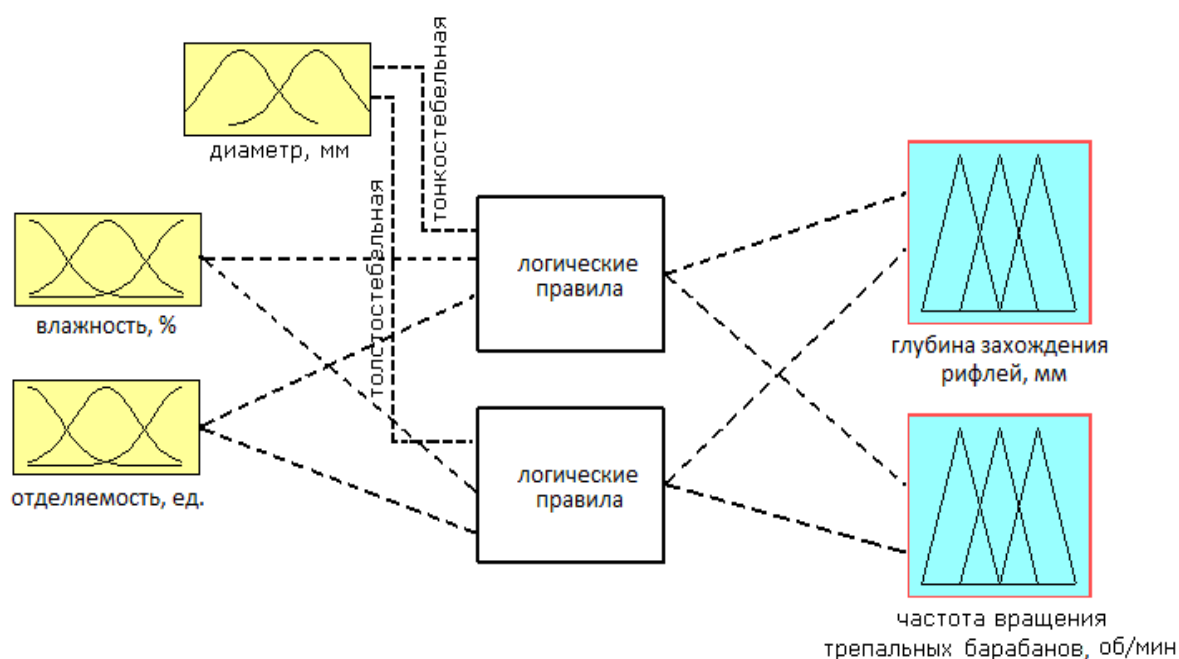 диаметр, мм
тонкостебельная
толстостебельная
влажность, %
отделяемость, ед.
логические
правила
логические
правила
глубина захождения
рифлей, мм
частота вращения
трепальных барабанов, об/мин